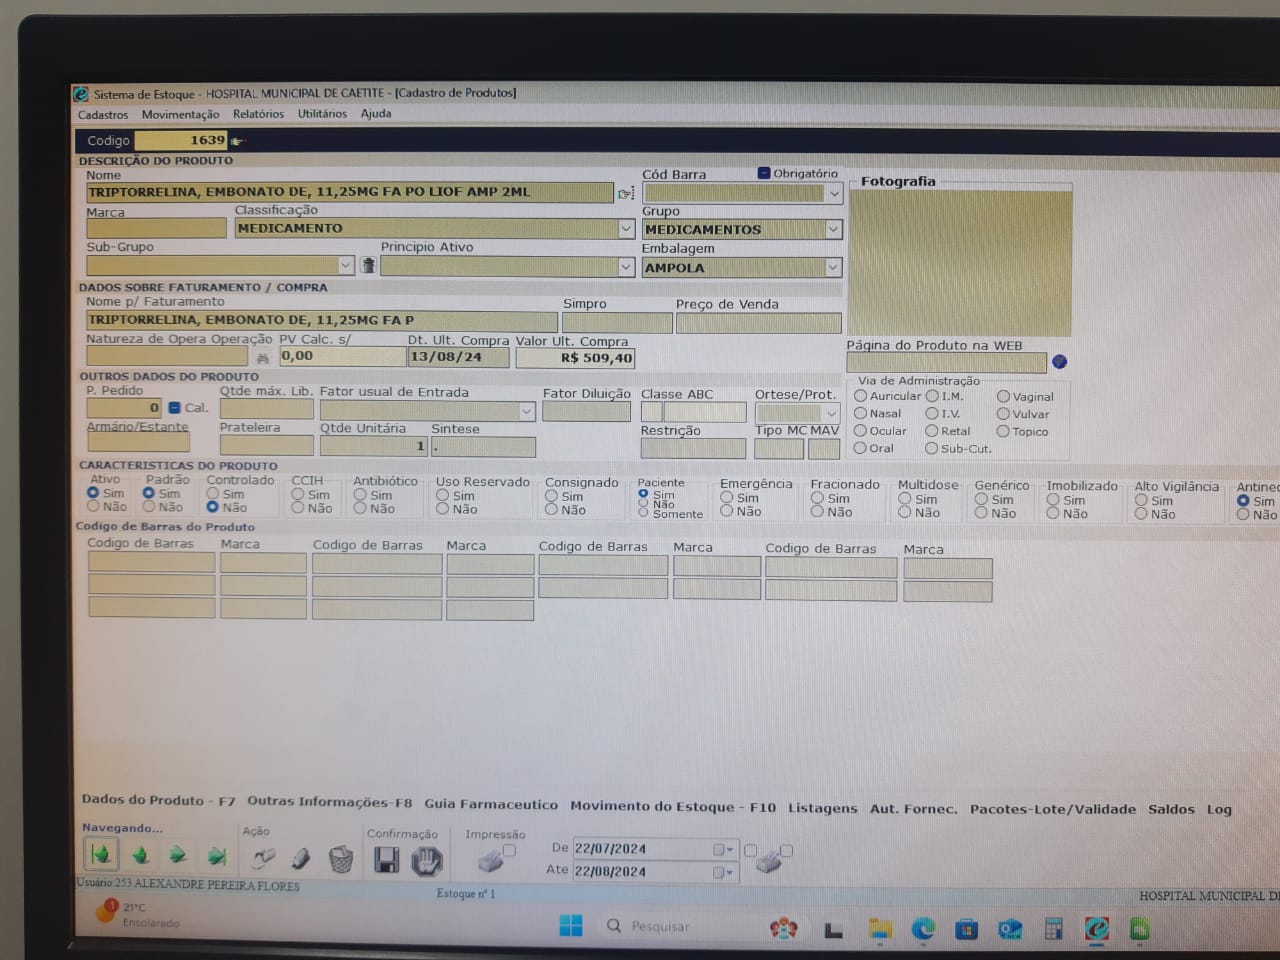 Sistema de Estoque - HOSPITAL MUNICIPAL DE CAETITE - [Cadastro de Produtos]
Cadastros Movimentação Relatórios Utilitários Ajuda
Codigo 1639
DESCRIÇÃO DO PRODUTO
Nome Cód Barra Obrigatório Fotografia
TRIPTORRELINA, EMBONATO DE, 11,25MG FA PO LIOF AMP 2ML
Marca Classificação Grupo
MEDICAMENTO MEDICAMENTOS
Sub-Grupo Principio Ativo Embalagem
AMPOLA
DADOS SOBRE FATURAMENTO / COMPRA
Nome p/ Faturamento Simpro Preço de Venda
TRIPTORRELINA, EMBONATO DE, 11,25MG FA P
Natureza de Opera Operação PV Calc. s/ Dt. Ult. Compra Valor Ult. Compra Página do Produto na WEB
0,00 13/08/24 R$ 509,40
OUTROS DADOS DO PRODUTO Via de Administração
P. Pedido Qtde máx. Lib. Fator usual de Entrada Fator Diluição Classe ABC Ortese/Prot. Auricular I.M. Vaginal
0 Cal. Nasal I.V. Vulvar
Armário/Estante Prateleira Qtde Unitária Sintese Restrição Tipo MC MAV Ocular Retal Topico
1 . Oral Sub-Cut.
CARACTERISTICAS DO PRODUTO
Ativo Padrão Controlado CCIH Antibiótico Uso Reservado Consignado Paciente Emergência Fracionado Multidose Genérico Imobilizado Alto Vigilância Antineo
Sim Sim Sim Sim Sim Sim Sim Sim Sim Sim Sim Sim Sim Sim Sim
Não Não Não Não Não Não Não Não Não Não Não Não Não Não Não
Somente
Codigo de Barras do Produto
Codigo de Barras Marca Codigo de Barras Marca Codigo de Barras Marca Codigo de Barras Marca
Dados do Produto - F7 Outras Informações-F8 Guia Farmaceutico Movimento do Estoque - F10 Listagens Aut. Fornec. Pacotes-Lote/Validade Saldos Log
Navegando... Ação Confirmação Impressão
De 22/07/2024
Ate 22/08/2024
Usuário:253 ALEXANDRE PEREIRA FLORES Estoque nº 1 HOSPITAL MUNICIPAL DE
1 21°C
Ensolarado
Pesquisar